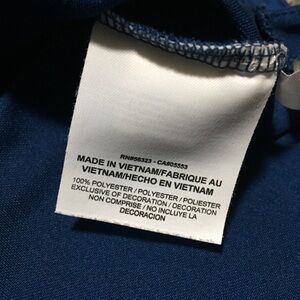 RN#56323 - CA#05553
MADE IN VIETNAM/FABRIQUE AU
VIETNAM/HECHO EN VIETNAM
100% POLYESTER / POLYESTER / POLIESTER
EXCLUSIVE OF DECORATION / DECORATION
NON COMPRISE / NO INCLUYE LA
DECORACION